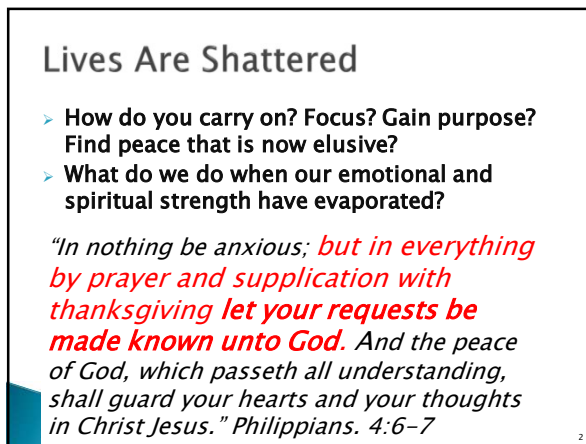 Lives Are Shattered
How do you carry on? Focus? Gain purpose?
Find peace that is now elusive?
What do we do when our emotional and
spiritual strength have evaporated?
“In nothing be anxious; but in everything
by prayer and supplication with
thanksgiving let your requests be
made known unto God. And the peace
of God, which passeth all understanding,
shall guard your hearts and your thoughts
in Christ Jesus.” Philippians. 4:6-7
2